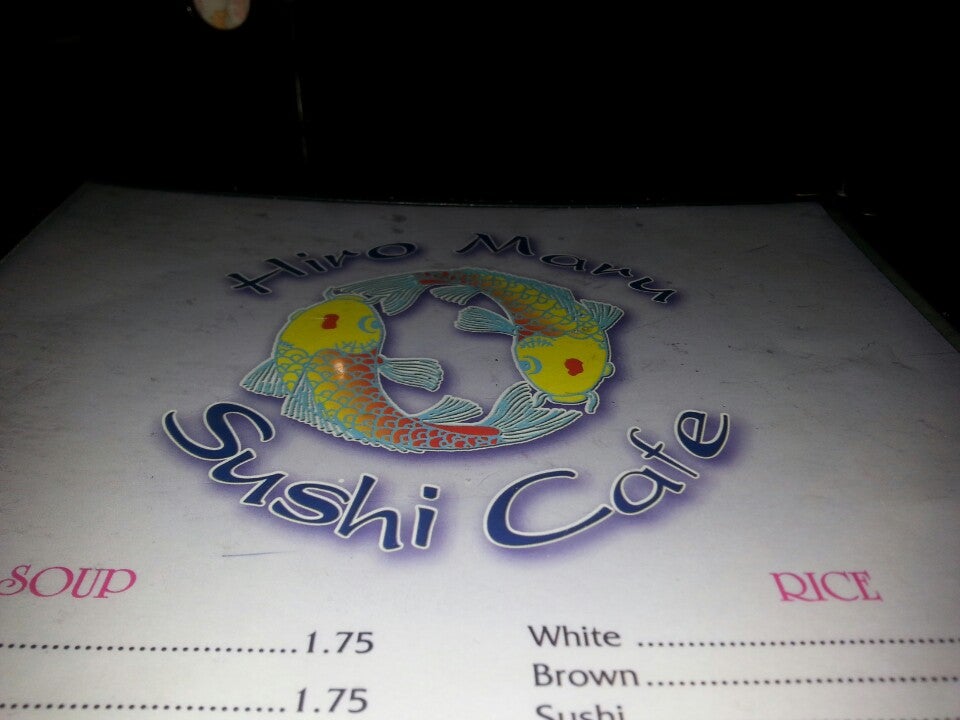 Hiro Maru
Sushi Cafe
SOUP
.................................1.75
.................................1.75
RICE
White .................................
Brown.................................
Sushi